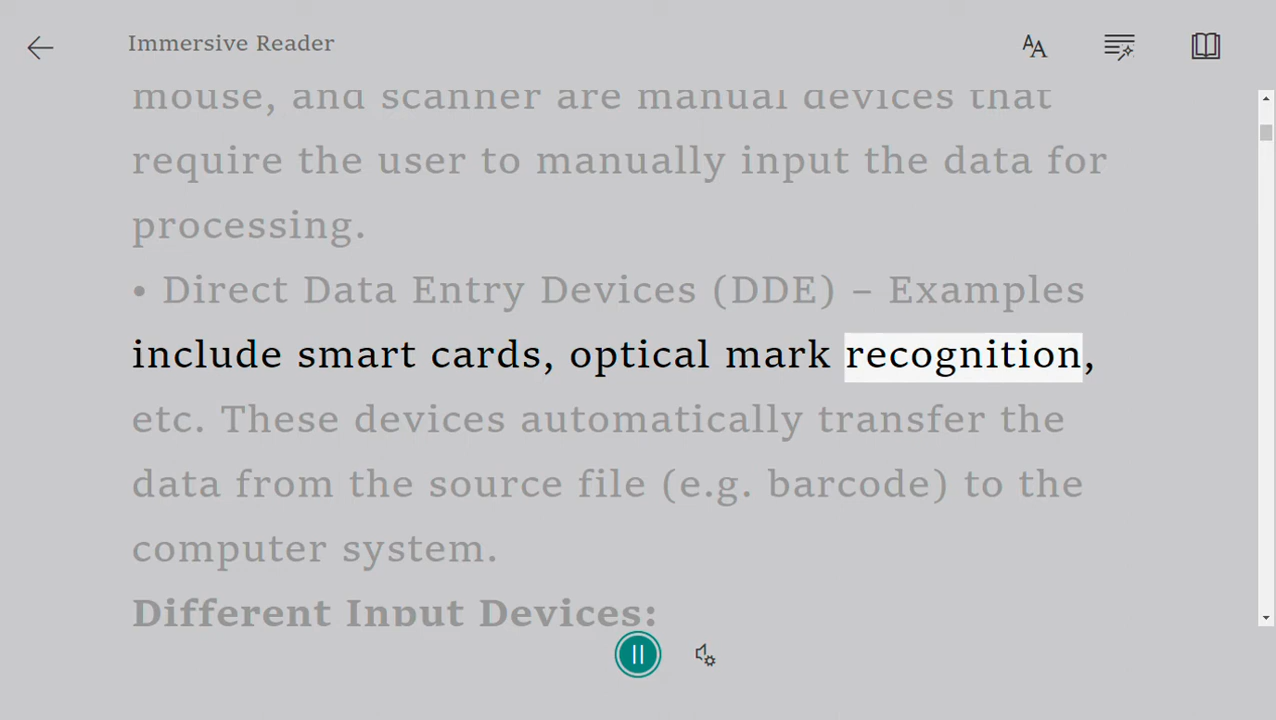 Immersive Reader
mouse, and scanner are manual devices that
require the user to manually input the data for
processing.
• Direct Data Entry Devices (DDE) – Examples
include smart cards, optical mark recognition,
etc. These devices automatically transfer the
data from the source file (e.g. barcode) to the
computer system.
Different Input Devices: